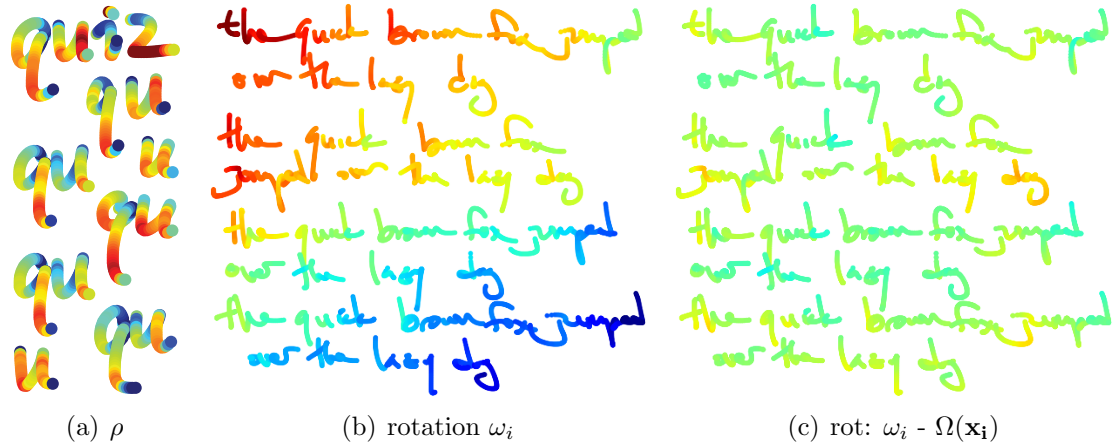 quiz
qu
u
qu
qu
qu
qu
u
the quick brown fox jumped
over the lazy dog
the quick brown fox
jumped over the lazy dog
the quick brown fox jumped
over the lazy dog
the quick brown fox jumped
over the lazy dog
the quick brown fox jumped
over the lazy dog
the quick brown fox
jumped over the lazy dog
the quick brown fox jumped
over the lazy dog
the quick brown fox jumped
over the lazy dog
(a) ρ
(b) rotation ωᵢ
(c) rot: ωᵢ - Ω(xᵢ)